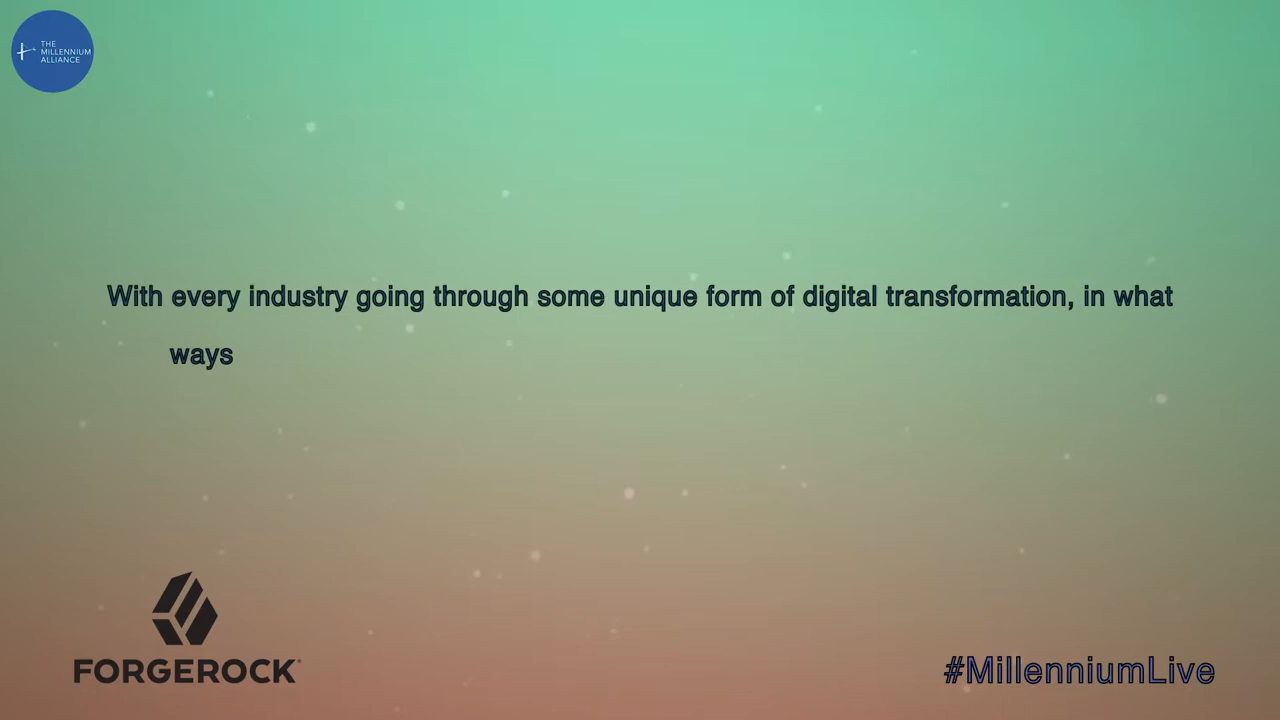 THE
MILLENNIUM
ALLIANCE
With every industry going through some unique form of digital transformation, in what
ways
FORGEROCK
#MillenniumLive